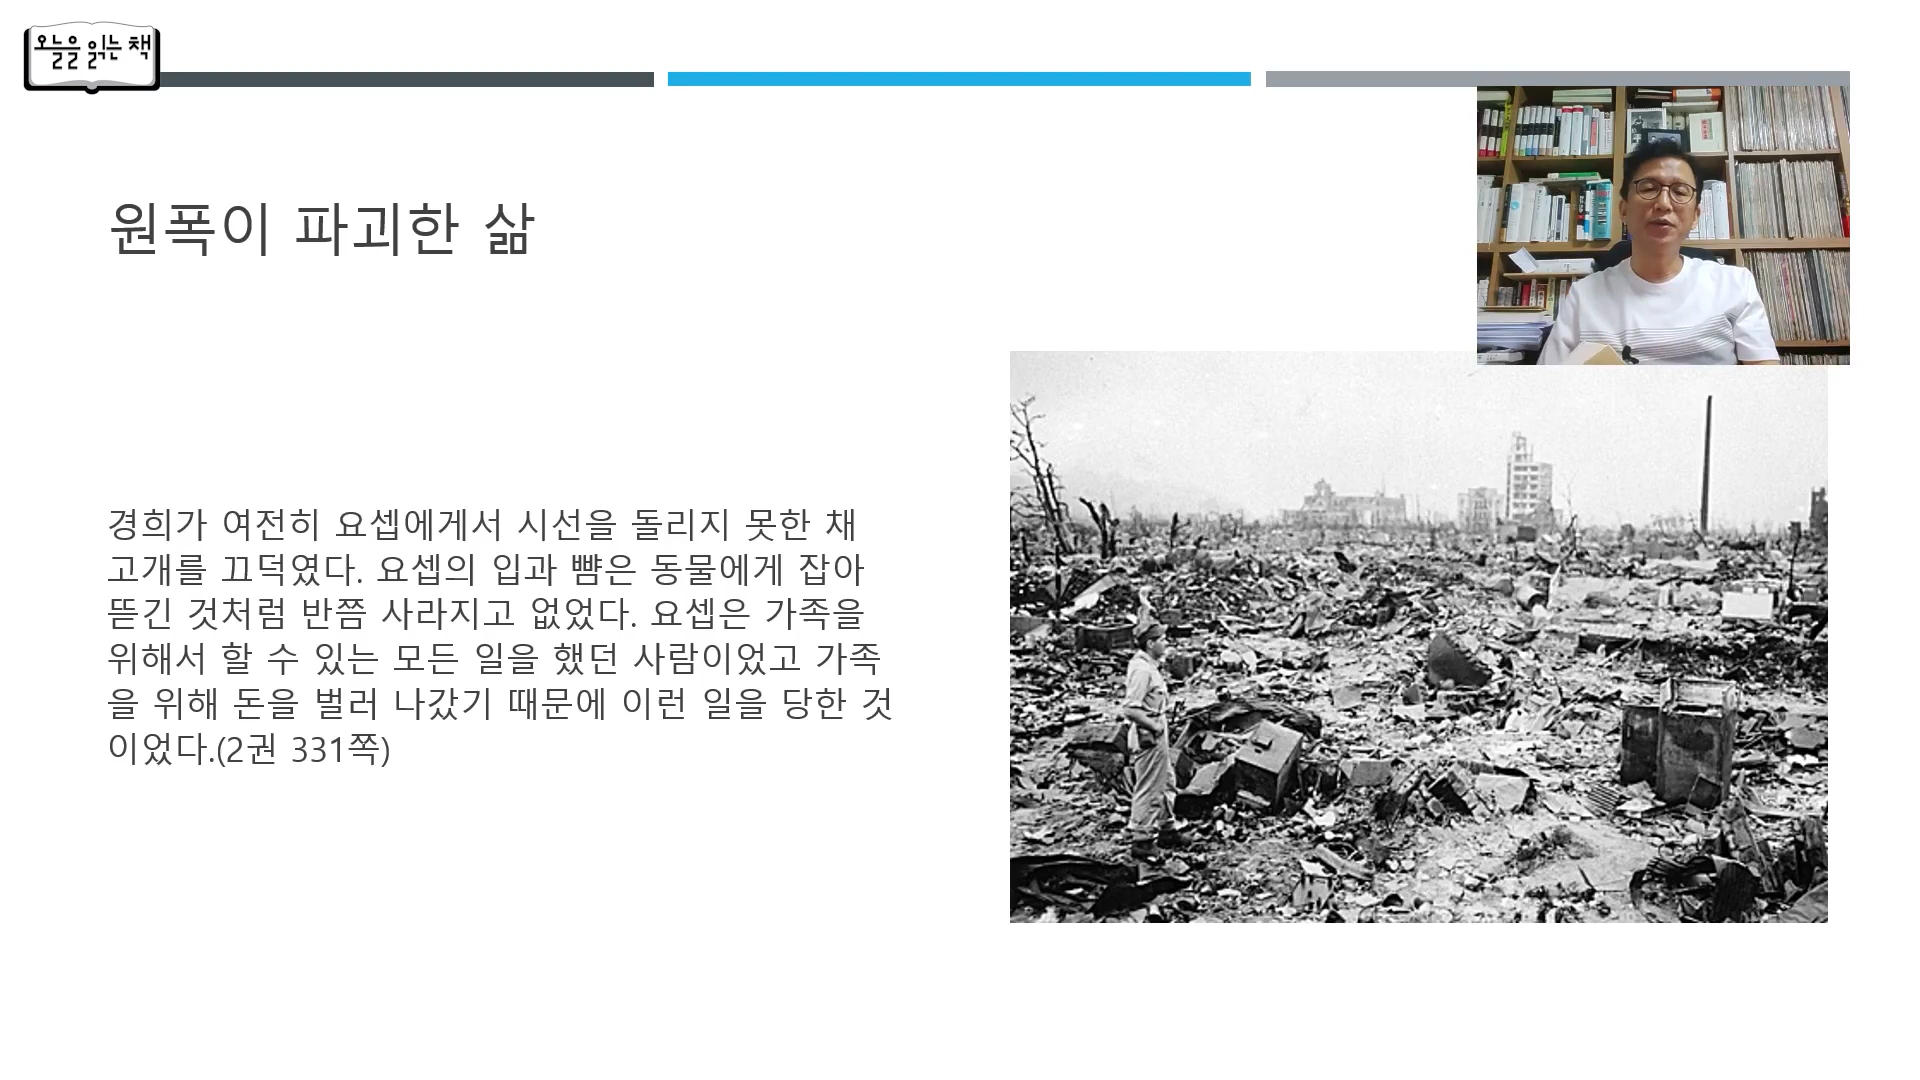 오늘을 읽는 책
원폭이 파괴한 삶
경희가 여전히 요셉에게서 시선을 돌리지 못한 채
고개를 끄덕였다. 요셉의 입과 뺨은 동물에게 잡아
뜯긴 것처럼 반쯤 사라지고 없었다. 요셉은 가족을
위해서 할 수 있는 모든 일을 했던 사람이었고 가족
을 위해 돈을 벌러 나갔기 때문에 이런 일을 당한 것
이었다.(2권 331쪽)